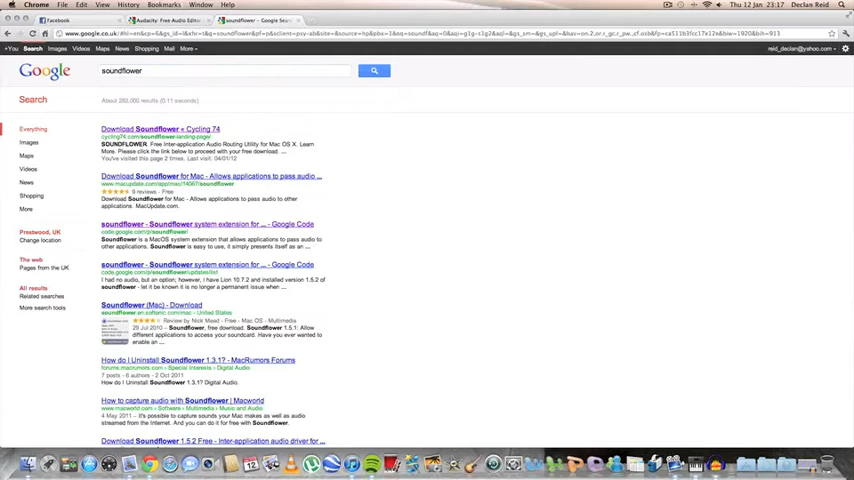 Chrome File Edit View History Bookmarks Window Help
Thu 12 Jan 23:17 Declan Reid
Facebook
Audacity: Free Audio Editor
soundflower - Google Sear
+You Search Images Videos Maps News Shopping Mail More
reid_declan@yahoo.com
Google
soundflower
Search
About 282,000 results (0.11 seconds)
Everything
Images
Maps
Videos
News
Shopping
More
Prestwood, UK
Change location
The web
Pages from the UK
All results
Related searches
More search tools
Download Soundflower « Cycling 74
cycling74.com/soundflower-landing-page/
SOUNDFLOWER. Free Inter-application Audio Routing Utility for Mac OS X. Learn
More. Please click the link below to proceed with your free download. ...
You've visited this page 2 times. Last visit: 04/01/12
Download Soundflower for Mac - Allows applications to pass audio ...
www.macupdate.com/app/mac/14067/soundflower
9 reviews - Free
Download Soundflower for Mac - Allows applications to pass audio to other
applications. MacUpdate.com.
soundflower - Soundflower system extension for ... - Google Code
code.google.com/p/soundflower/
Soundflower is a MacOS system extension that allows applications to pass audio to
other applications. Soundflower is easy to use, it simply presents itself as an ...
soundflower - Soundflower system extension for ... - Google Code
code.google.com/p/soundflower/updates/list
I had no audio, but an option; however, i have Lion 10.7.2 and installed version 1.5.2 of
soundflower - let it be known it is no longer a permanent issue when ...
Soundflower (Mac) - Download
soundflower.en.softonic.com/mac - United States
Review by Nick Mead - Free - Mac OS - Multimedia
29 Jul 2010 – Soundflower, free download. Soundflower 1.5.1: Allow
different applications to access your soundcard. Have you ever wanted to
enable an ...
How do I Uninstall Soundflower 1.3.1? - MacRumors Forums
forums.macrumors.com › Special Interests › Digital Audio
7 posts - 6 authors - 2 Oct 2011
How do I Uninstall Soundflower 1.3.1? Digital Audio.
How to capture audio with Soundflower | Macworld
www.macworld.com › Software › Multimedia › Music and Audio
4 May 2011 – It's possible to capture sounds your Mac makes as well as audio
streamed from the Internet. And you can do it for free with Soundflower.
Download Soundflower 1.5.2 Free - Inter-application audio driver for ...